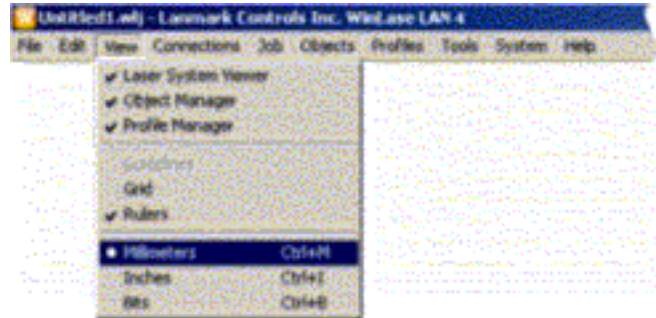 Untitled1.wlj - Lanmark Controls Inc. WinLase LAN 4
File Edit View Connections Job Objects Profiles Tools System Help
Laser System Viewer
Object Manager
Profile Manager
Guidelines
Grid
Rulers
Millimeters Ctrl+M
Inches Ctrl+I
Bits Ctrl+B